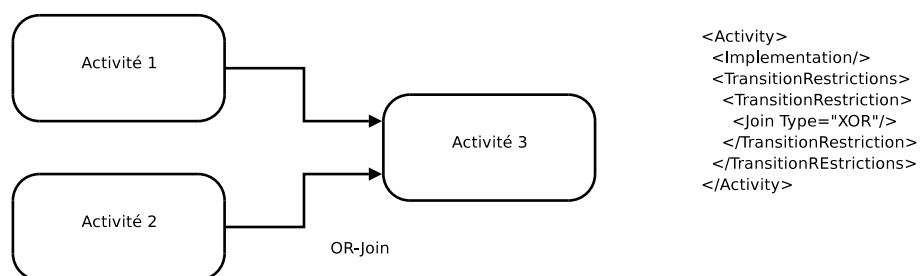 Activité 1
Activité 2
OR-Join
Activité 3
<Activity>
<Implementation/>
<TransitionRestrictions>
<TransitionRestriction>
<Join Type="XOR"/>
</TransitionRestriction>
</TransitionREstrictions>
</Activity>